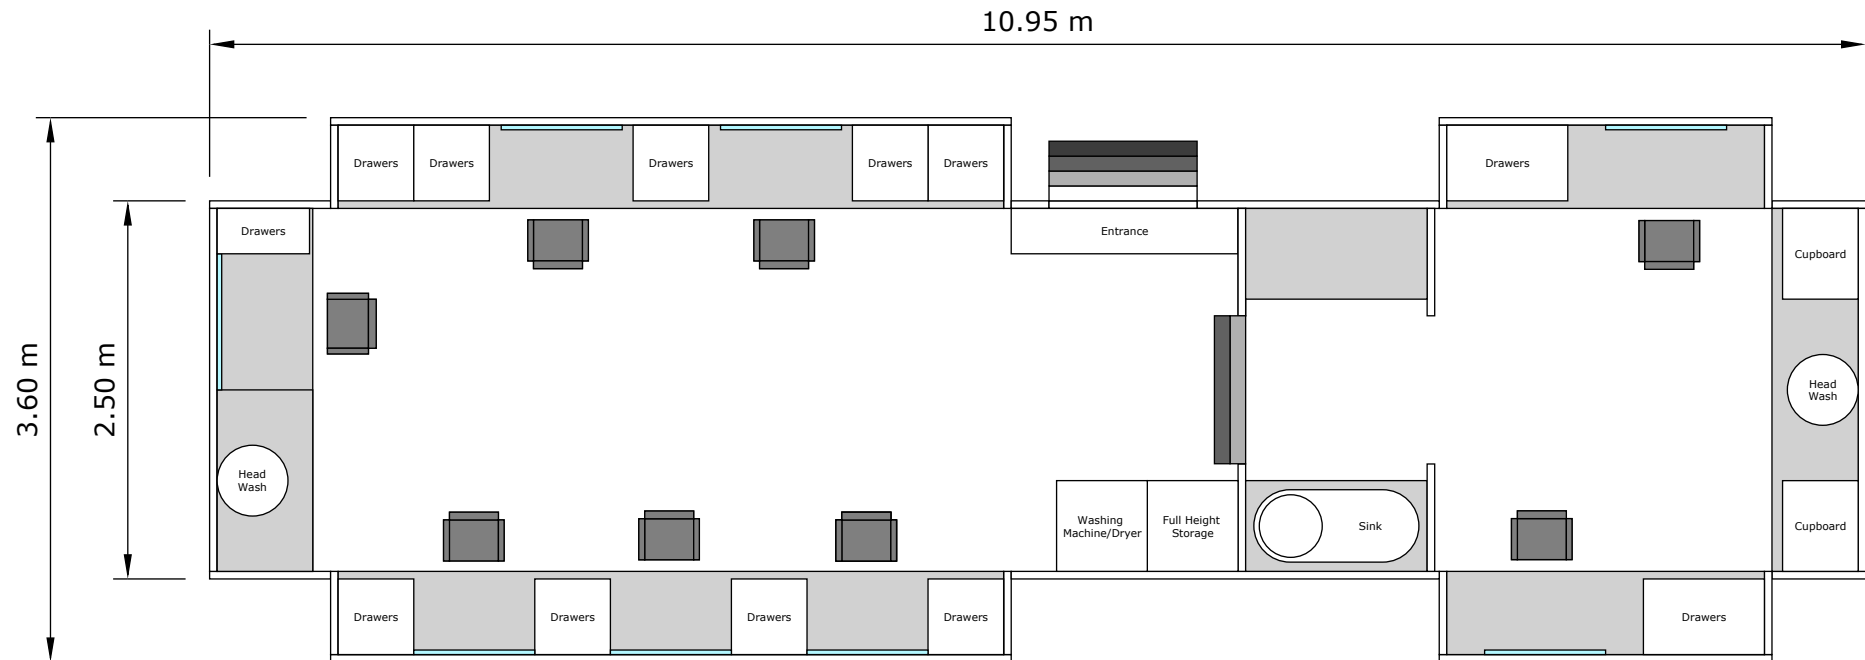 10.95 m
3.60 m
2.50 m
Drawers
Drawers
Drawers
Drawers
Drawers
Drawers
Drawers
Entrance
Cupboard
Head
Wash
Head
Wash
Washing
Machine/Dryer
Full Height
Storage
Sink
Cupboard
Drawers
Drawers
Drawers
Drawers
Drawers